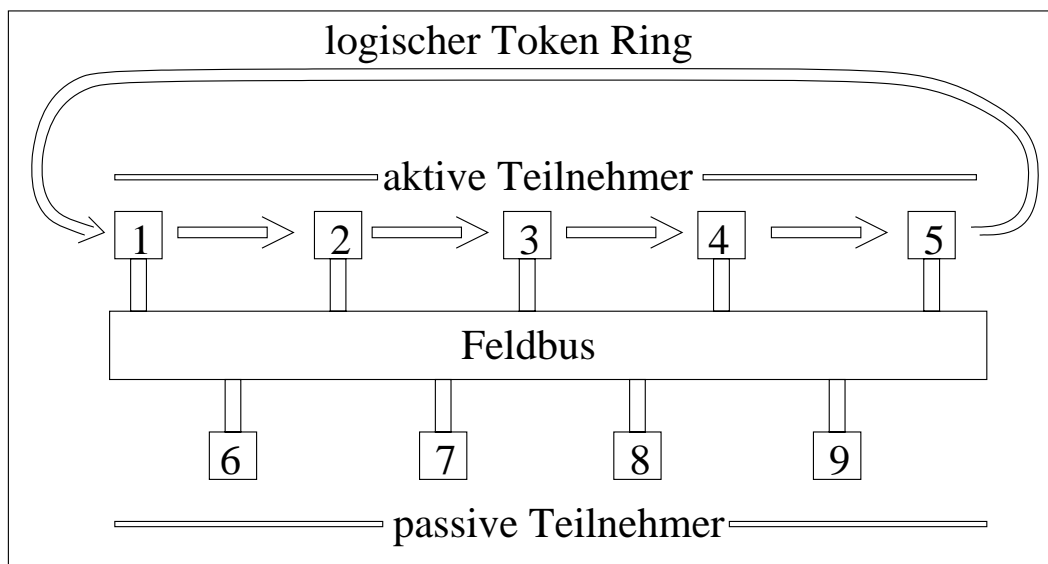 logischer Token Ring
aktive Teilnehmer
1 2 3 4 5
Feldbus
6 7 8 9
passive Teilnehmer